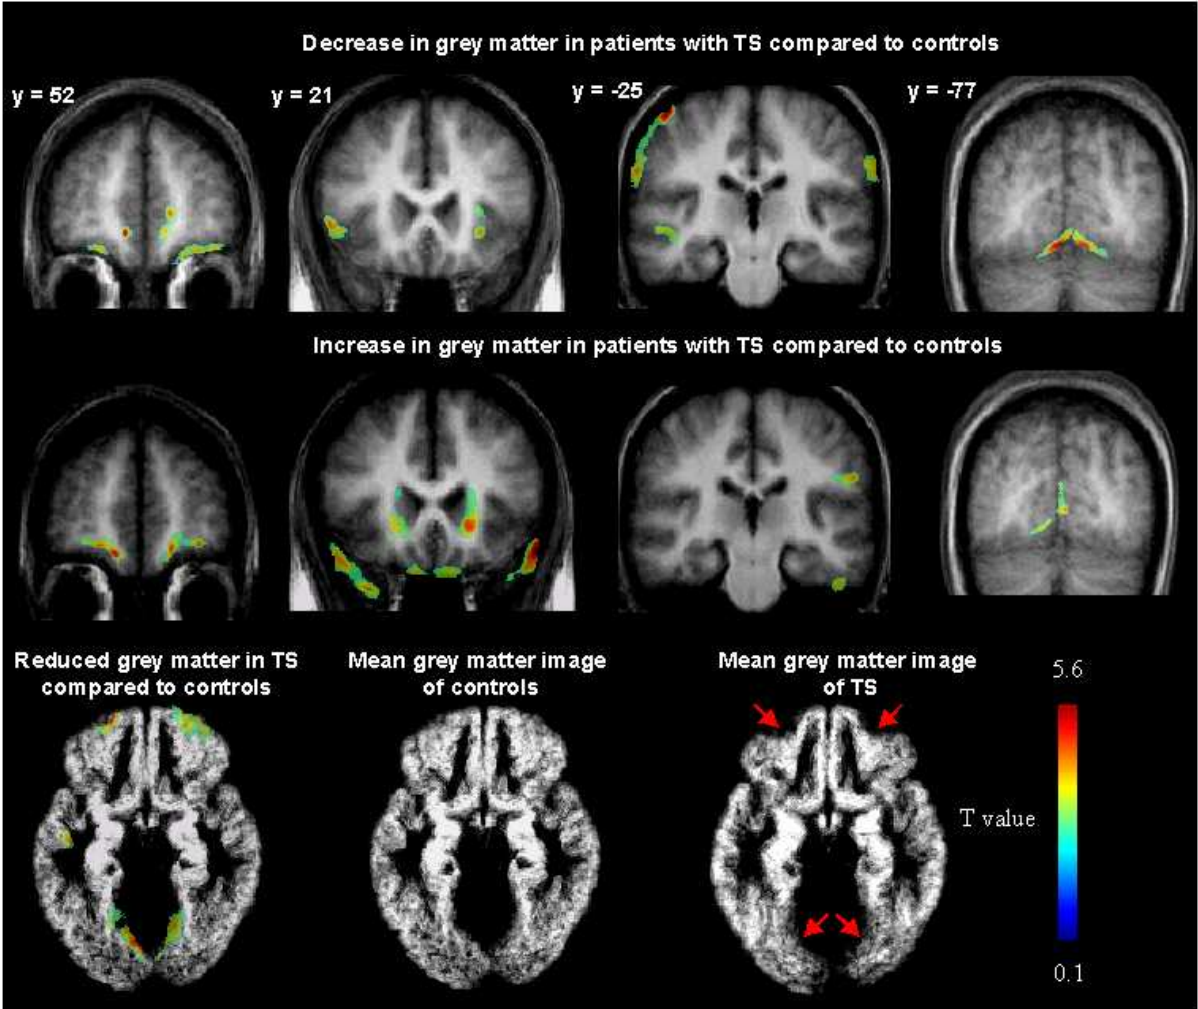 Decrease in grey matter in patients with TS compared to controls
y = 52
y = 21
y = -25
y = -77
Increase in grey matter in patients with TS compared to controls
Reduced grey matter in TS
compared to controls
Mean grey matter image
of controls
Mean grey matter image
of TS
5.6
T value
0.1